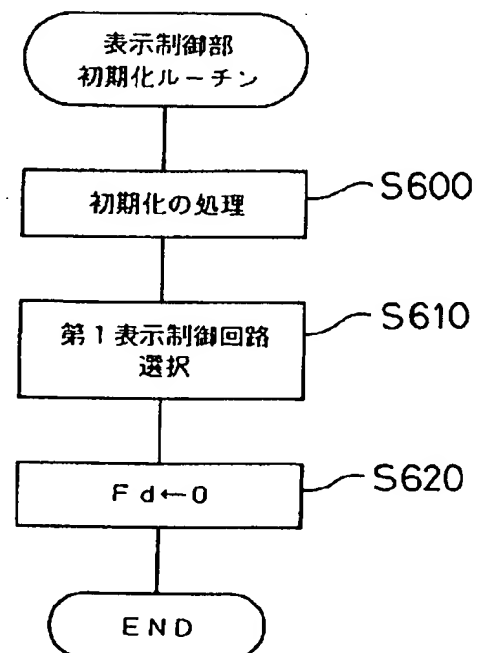 表示制御部
初期化ルーチン
初期化の処理
S600
第1表示制御回路
選択
S610
Fd←0
S620
END